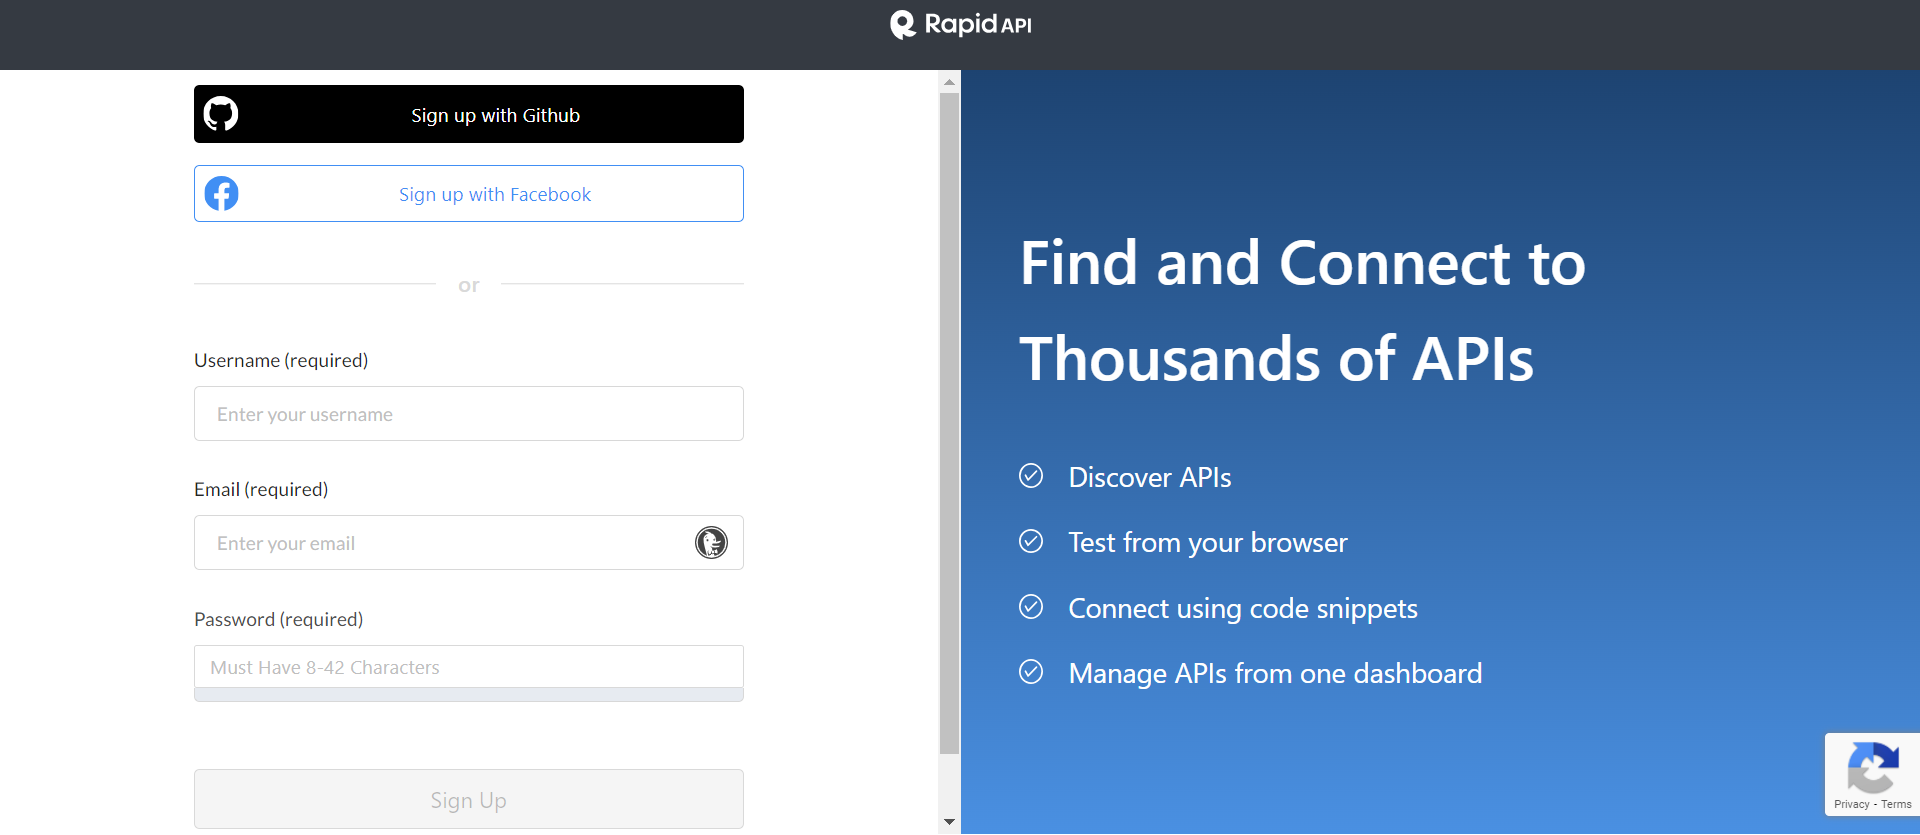 Rapid API
Sign up with Github
Sign up with Facebook
or
Username (required)
Enter your username
Email (required)
Enter your email
Password (required)
Must Have 8-42 Characters
Sign Up
Find and Connect to
Thousands of APIs
Discover APIs
Test from your browser
Connect using code snippets
Manage APIs from one dashboard
Privacy - Terms